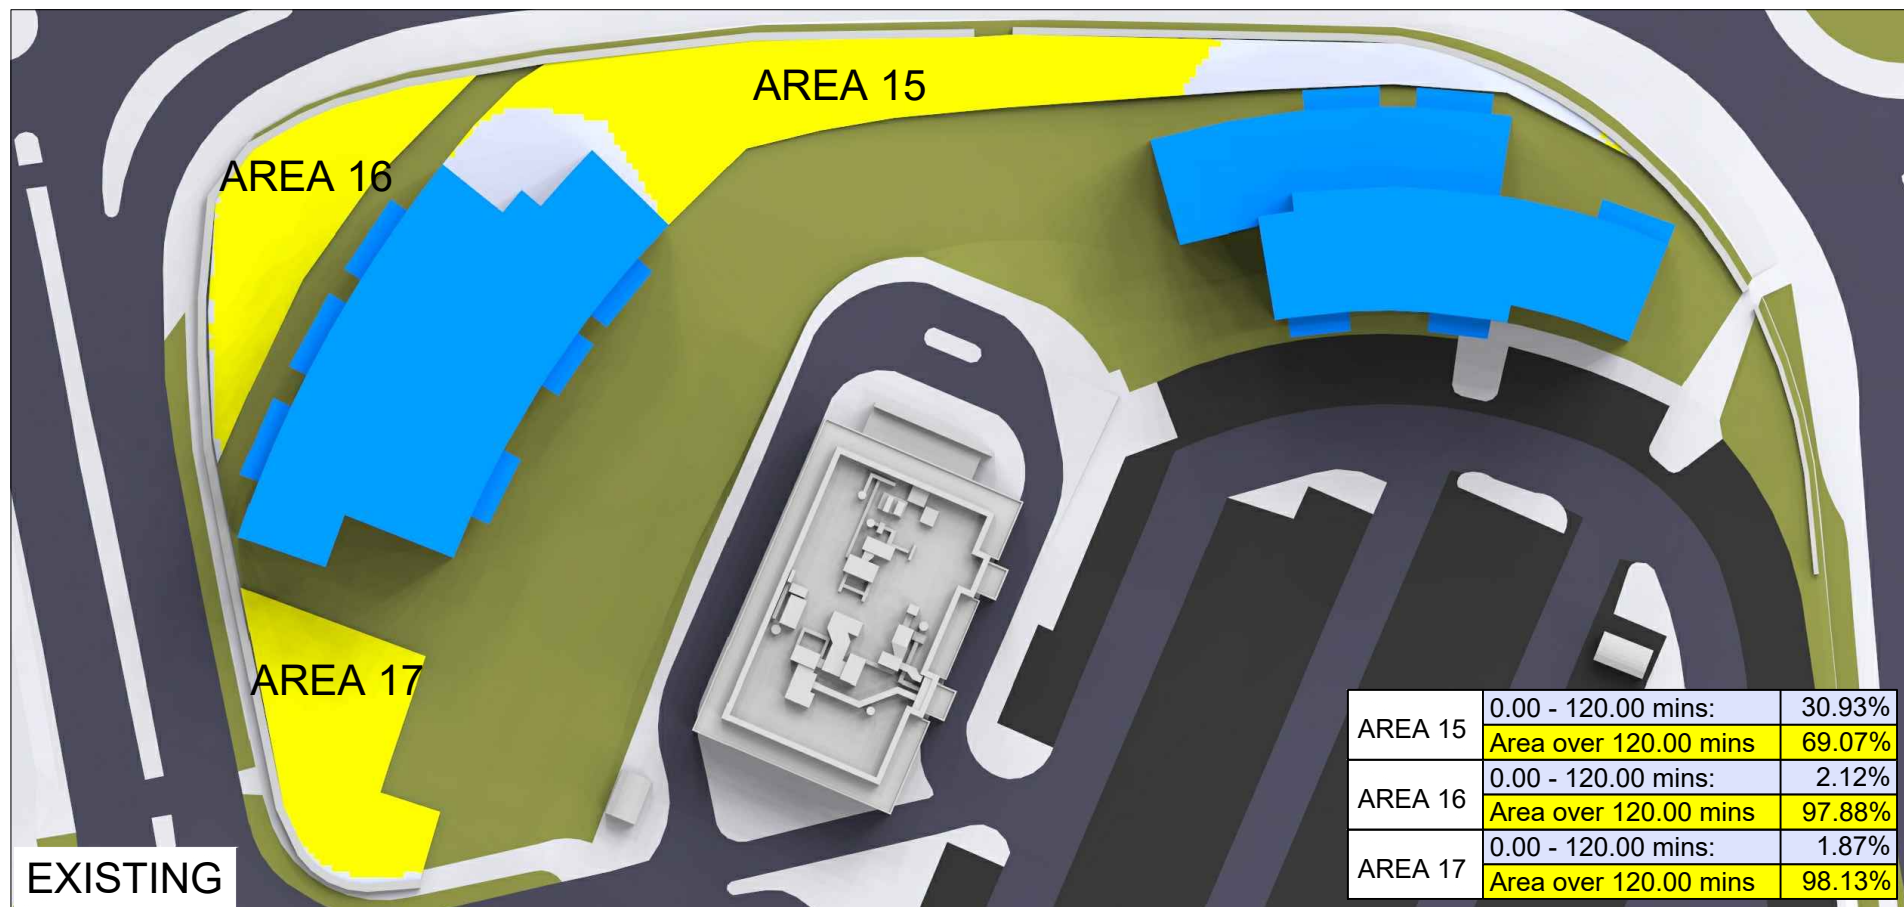 AREA 15
AREA 16
AREA 17
EXISTING
AREA 15
0.00 - 120.00 mins: 30.93%
Area over 120.00 mins 69.07%
AREA 16
0.00 - 120.00 mins: 2.12%
Area over 120.00 mins 97.88%
AREA 17
0.00 - 120.00 mins: 1.87%
Area over 120.00 mins 98.13%